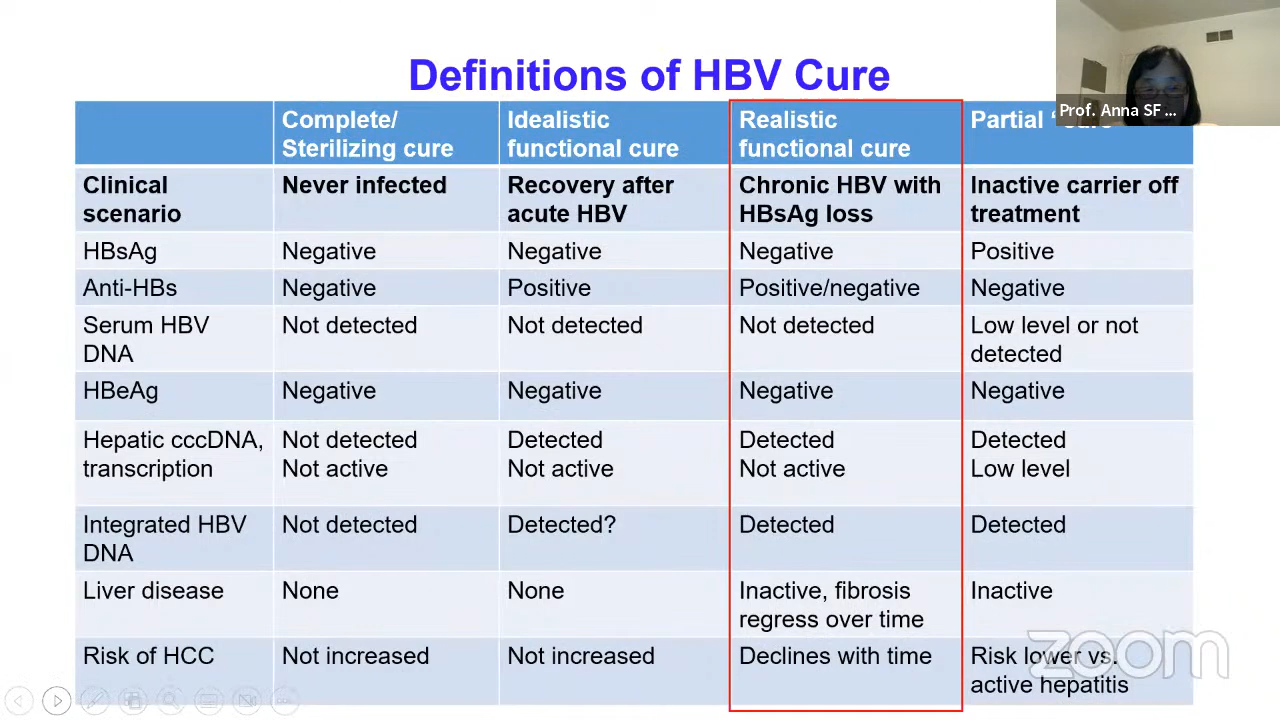 Definitions of HBV Cure
Prof. Anna SF ...
Complete/
Sterilizing cure
Idealistic
functional cure
Realistic
functional cure
Partial
Clinical
scenario
Never infected
Recovery after
acute HBV
Chronic HBV with
HBsAg loss
Inactive carrier off
treatment
HBsAg
Negative
Negative
Negative
Positive
Anti-HBs
Negative
Positive
Positive/negative
Negative
Serum HBV
DNA
Not detected
Not detected
Not detected
Low level or not
detected
HBeAg
Negative
Negative
Negative
Negative
Hepatic cccDNA,
transcription
Not detected
Not active
Detected
Not active
Detected
Not active
Detected
Low level
Integrated HBV
DNA
Not detected
Detected?
Detected
Detected
Liver disease
None
None
Inactive, fibrosis
regress over time
Inactive
Risk of HCC
Not increased
Not increased
Declines with time
Risk lower vs.
active hepatitis
zoom